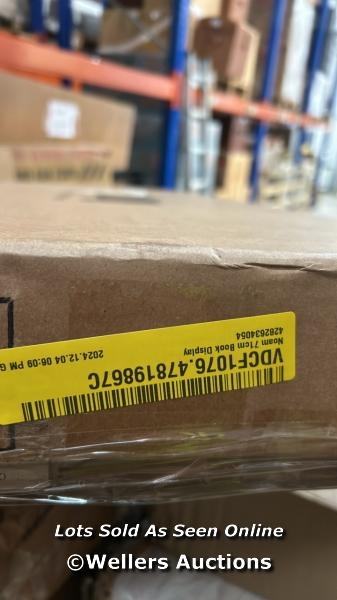 VDCF1076.47819867C
Noam 71cm Book Display
4282634054
2024.12.04 06:09 PM G
Lots Sold As Seen Online
©Wellers Auctions